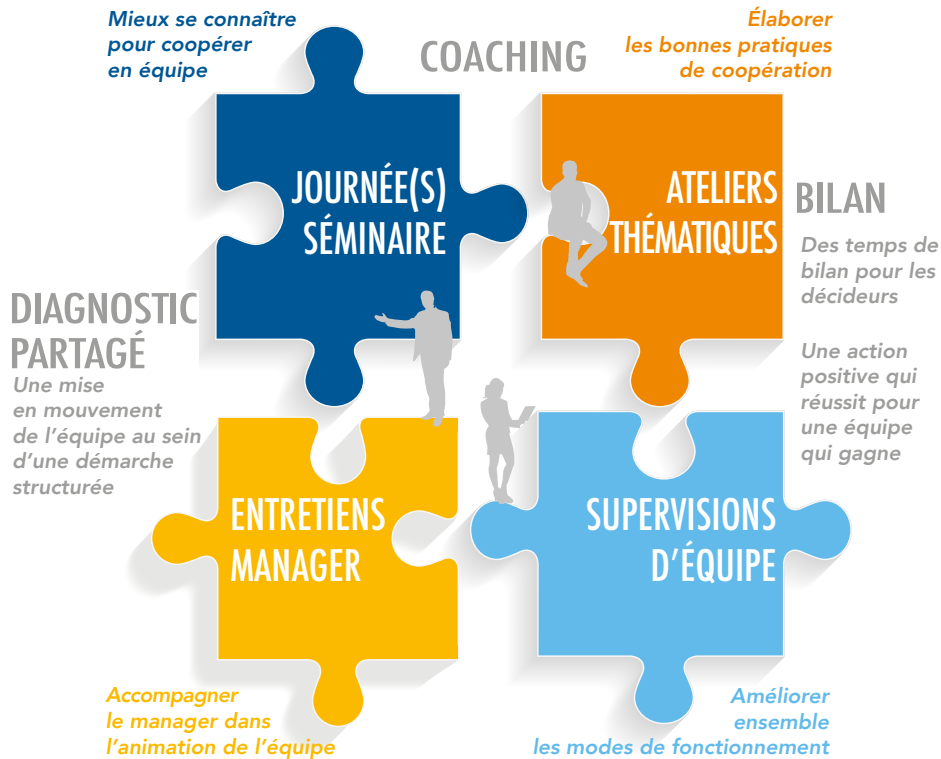 Mieux se connaître
pour coopérer
en équipe
COACHING
Élaborer
les bonnes pratiques
de coopération
JOURNÉE(S)
SÉMINAIRE
ATELIERS
THÉMATIQUES
BILAN
Des temps de
bilan pour les
décideurs
Une action
positive qui
réussit pour
une équipe
qui gagne
DIAGNOSTIC
PARTAGÉ
Une mise
en mouvement
de l'équipe au sein
d'une démarche
structurée
ENTRETIENS
MANAGER
SUPERVISIONS
D'ÉQUIPE
Accompagner
le manager dans
l'animation de l'équipe
Améliorer
ensemble
les modes de fonctionnement